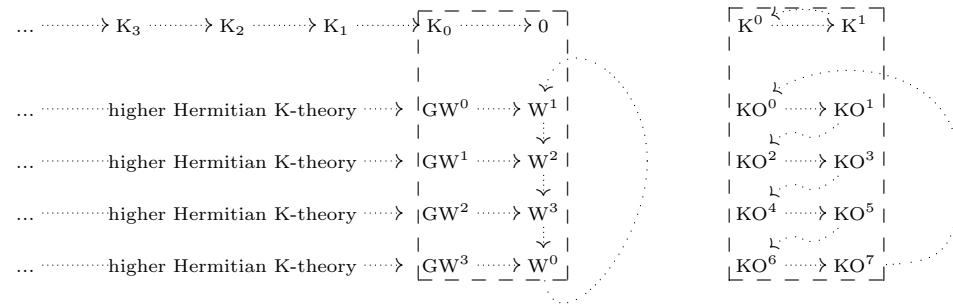 ... K₃ K₂ K₁ K₀ 0 K⁰ K¹
... higher Hermitian K-theory GW⁰ W¹ KO⁰ KO¹
... higher Hermitian K-theory GW¹ W² KO² KO³
... higher Hermitian K-theory GW² W³ KO⁴ KO⁵
... higher Hermitian K-theory GW³ W⁰ KO⁶ KO⁷